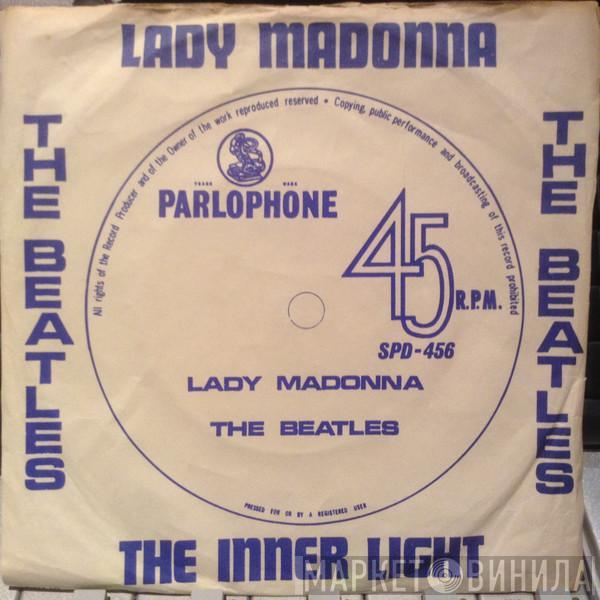 LADY MADONNA
THE BEATLES
THE BEATLES
All rights of the Record Producer and of the Owner of the work reproduced reserved • Copying, public performance and broadcasting of this record prohibited
TRADE MARK
PARLOPHONE
45
R.P.M.
SPD-456
LADY MADONNA
THE BEATLES
PRESSED FOR OR BY A REGISTERED USER
THE INNER LIGHT
МАРКЕТ ВИНИЛА